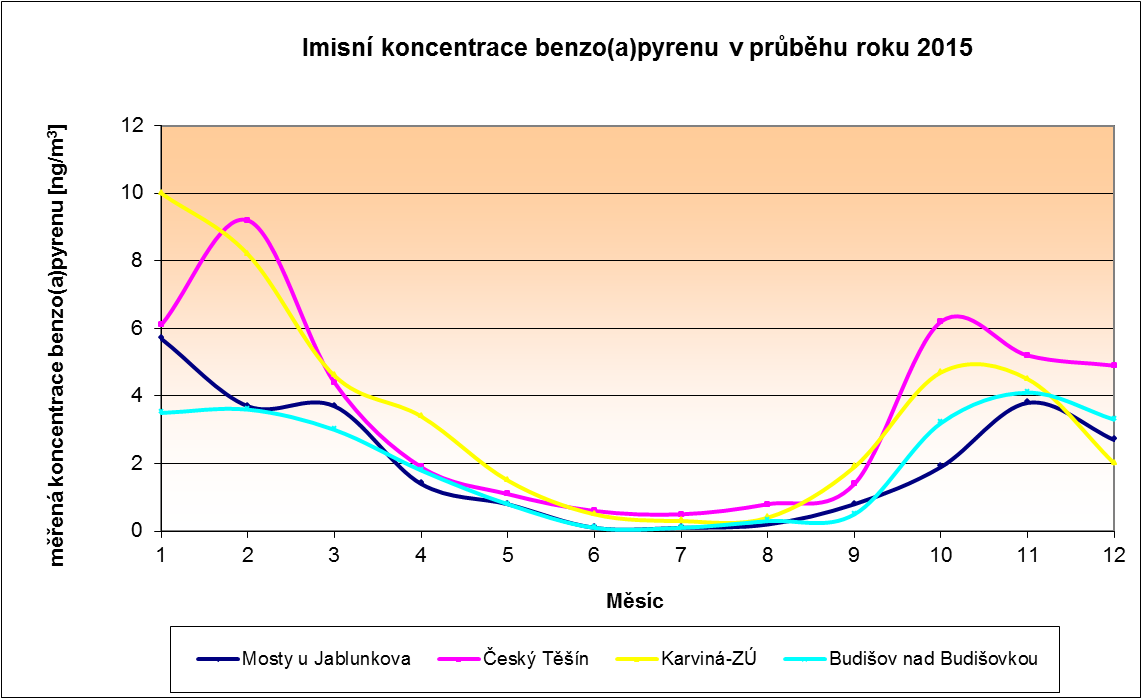 Imisní koncentrace benzo(a)pyrenu v průběhu roku 2015
měřená koncentrace benzo(a)pyrenu [ng/m³]
12
10
8
6
4
2
0
1 2 3 4 5 6 7 8 9 10 11 12
Měsíc
Mosty u Jablunkova Český Těšín Karviná-ZÚ Budišov nad Budišovkou